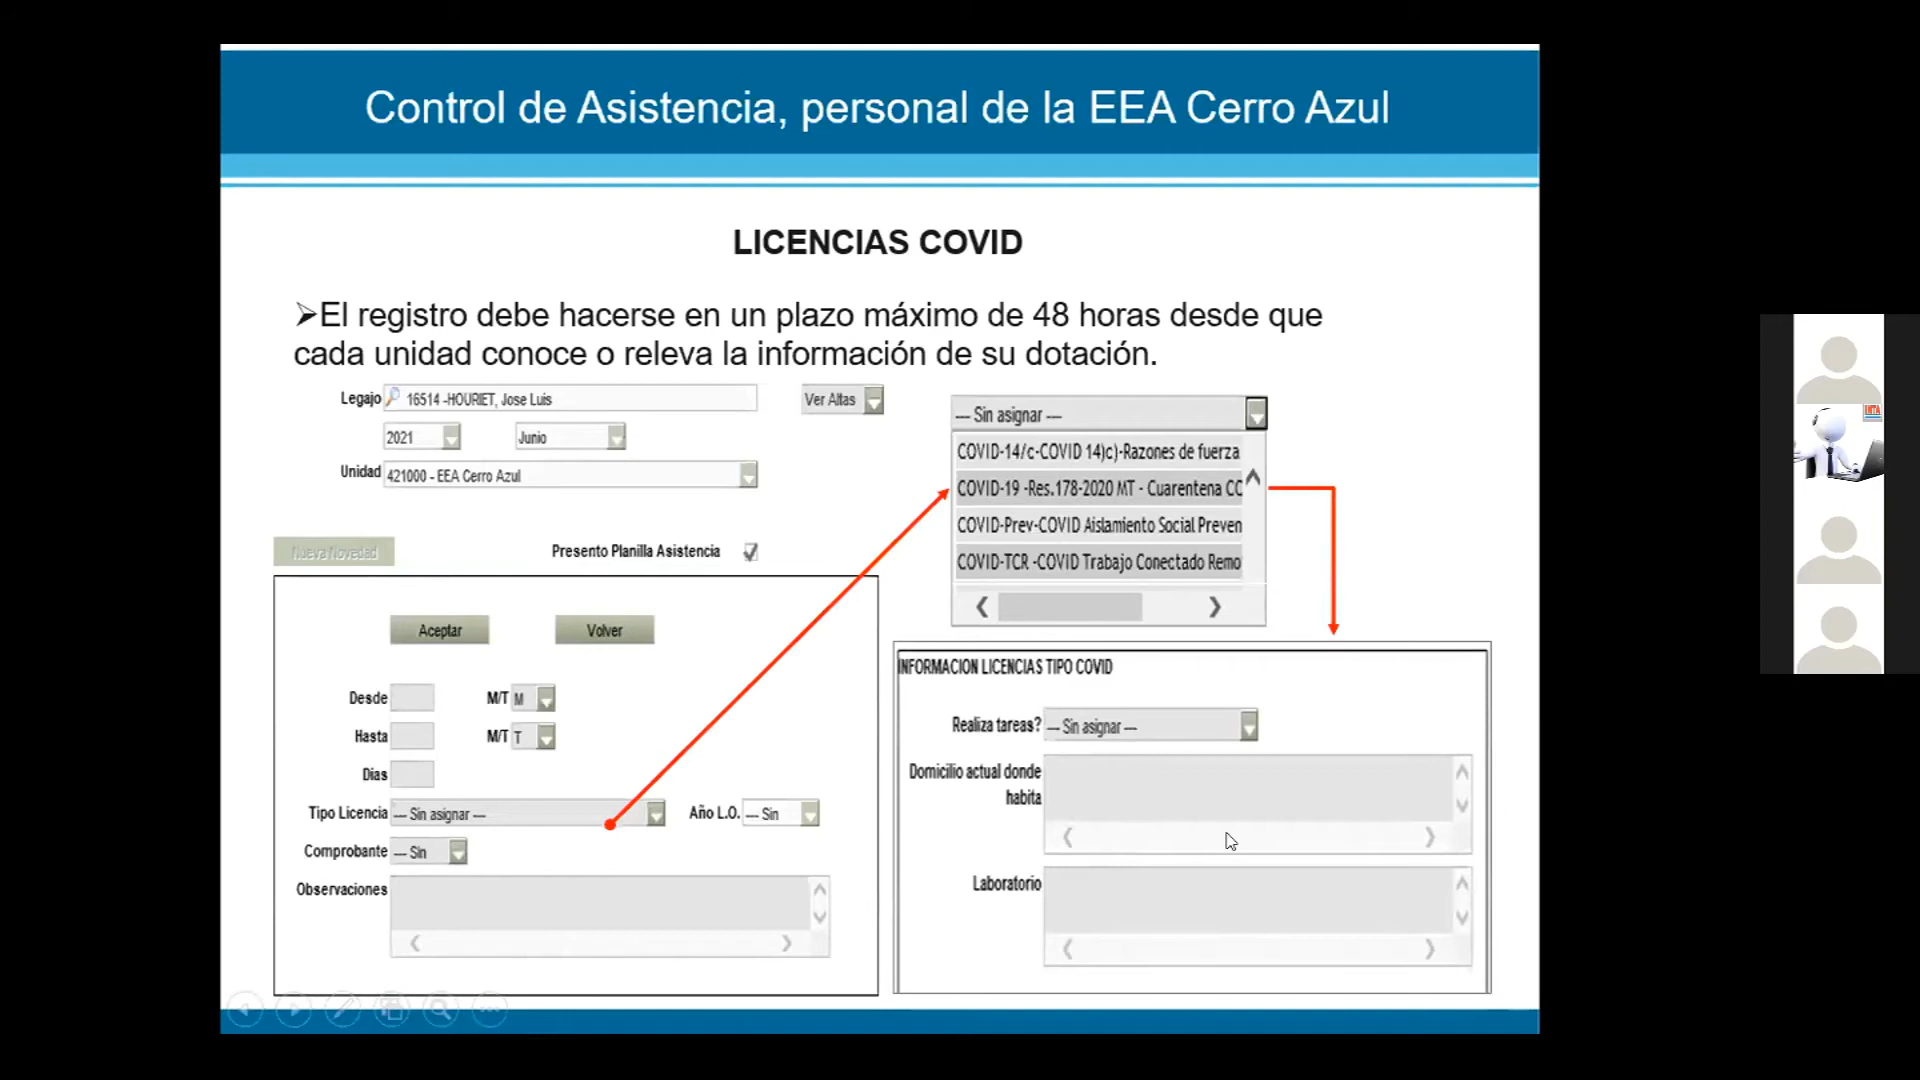 Control de Asistencia, personal de la EEA Cerro Azul
LICENCIAS COVID
➢El registro debe hacerse en un plazo máximo de 48 horas desde que
cada unidad conoce o releva la información de su dotación.
Legajo 16514 -HOURIET, Jose Luis
Ver Altas
2021 Junio
Unidad 421000 - EEA Cerro Azul
Nueva Novedad
Presento Planilla Asistencia
Aceptar Volver
Desde M/T M
Hasta M/T T
Días
Tipo Licencia --- Sin asignar --- Año L.O. --- Sin
Comprobante --- Sin
Observaciones
--- Sin asignar ---
COVID-14/c-COVID 14)c)-Razones de fuerza
COVID-19 -Res.178-2020 MT - Cuarentena CO
COVID-Prev-COVID Aislamiento Social Preven
COVID-TCR -COVID Trabajo Conectado Remo
INFORMACION LICENCIAS TIPO COVID
Realiza tareas? --- Sin asignar ---
Domicilio actual donde
habita
Laboratorio